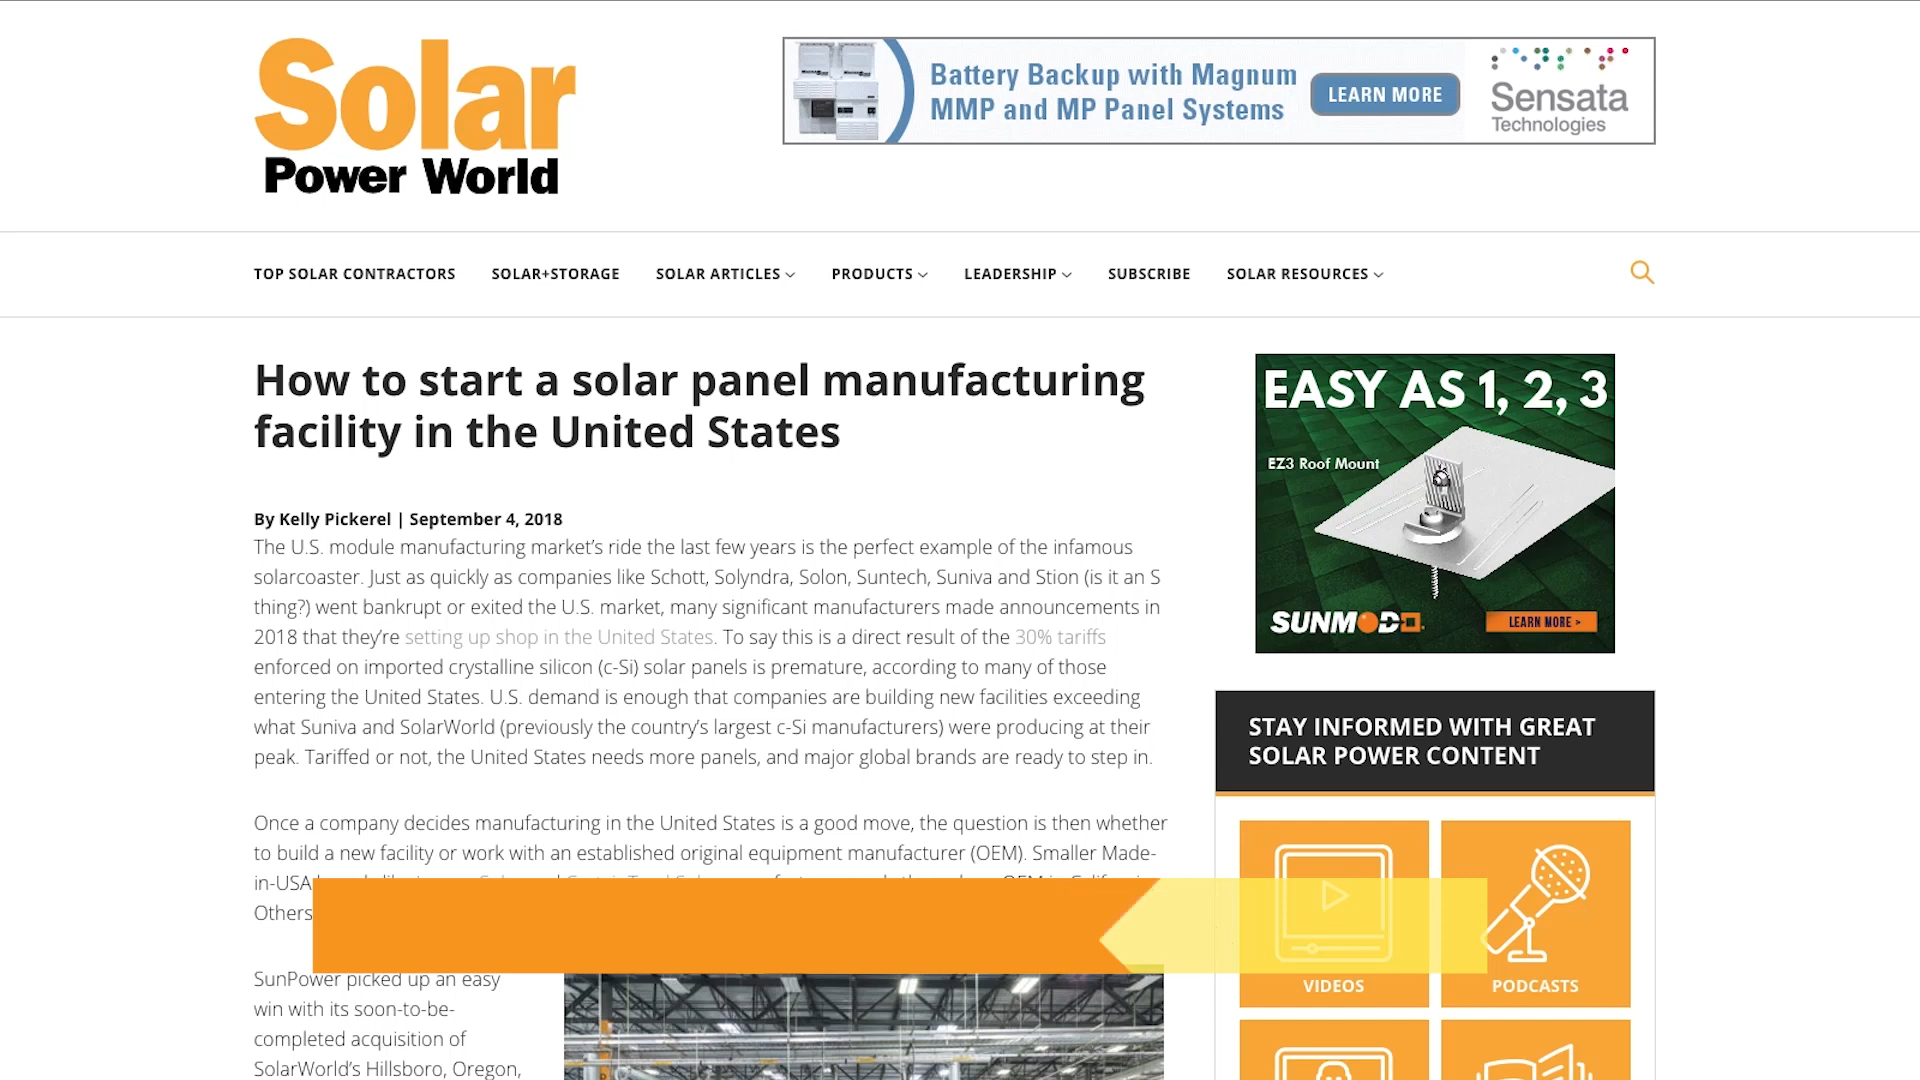 Solar
Power World
Battery Backup with Magnum
MMP and MP Panel Systems
LEARN MORE
Sensata
Technologies
TOP SOLAR CONTRACTORS
SOLAR+STORAGE
SOLAR ARTICLES
PRODUCTS
LEADERSHIP
SUBSCRIBE
SOLAR RESOURCES
How to start a solar panel manufacturing
facility in the United States
By Kelly Pickerel | September 4, 2018
The U.S. module manufacturing market’s ride the last few years is the perfect example of the infamous
solarcoaster. Just as quickly as companies like Schott, Solyndra, Solon, Suntech, Suniva and Stion (is it an S
thing?) went bankrupt or exited the U.S. market, many significant manufacturers made announcements in
2018 that they’re setting up shop in the United States. To say this is a direct result of the 30% tariffs
enforced on imported crystalline silicon (c-Si) solar panels is premature, according to many of those
entering the United States. U.S. demand is enough that companies are building new facilities exceeding
what Suniva and SolarWorld (previously the country’s largest c-Si manufacturers) were producing at their
peak. Tariffed or not, the United States needs more panels, and major global brands are ready to step in.
Once a company decides manufacturing in the United States is a good move, the question is then whether
to build a new facility or work with an established original equipment manufacturer (OEM). Smaller Made-
in-USA
Others
SunPower picked up an easy
win with its soon-to-be-
completed acquisition of
SolarWorld’s Hillsboro, Oregon,
EASY AS 1, 2, 3
EZ3 Roof Mount
SUNMODO
LEARN MORE >
STAY INFORMED WITH GREAT
SOLAR POWER CONTENT
VIDEOS
PODCASTS